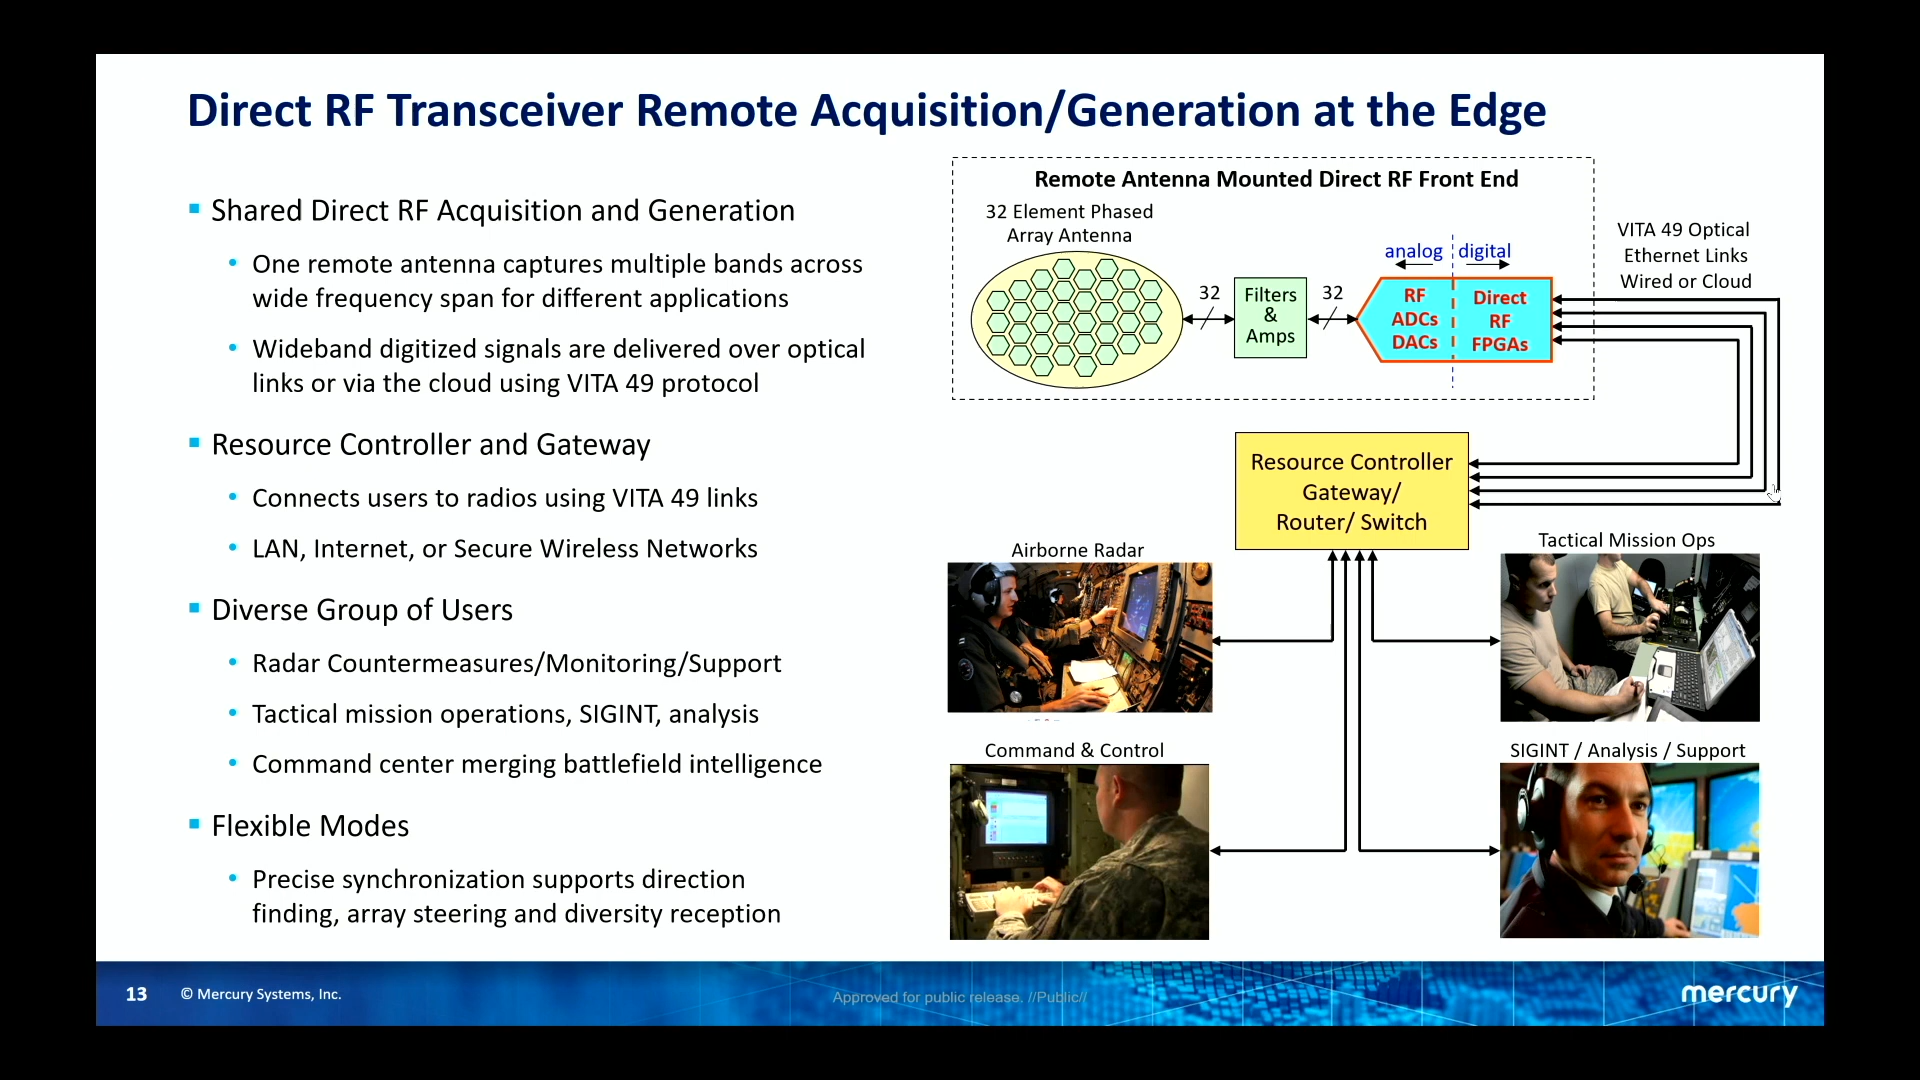 Direct RF Transceiver Remote Acquisition/Generation at the Edge
Shared Direct RF Acquisition and Generation
One remote antenna captures multiple bands across
wide frequency span for different applications
Wideband digitized signals are delivered over optical
links or via the cloud using VITA 49 protocol
Resource Controller and Gateway
Connects users to radios using VITA 49 links
LAN, Internet, or Secure Wireless Networks
Diverse Group of Users
Radar Countermeasures/Monitoring/Support
Tactical mission operations, SIGINT, analysis
Command center merging battlefield intelligence
Flexible Modes
Precise synchronization supports direction
finding, array steering and diversity reception
Remote Antenna Mounted Direct RF Front End
32 Element Phased
Array Antenna
32
Filters
&
Amps
32
analog
digital
RF
ADCs
DACs
Direct
RF
FPGAs
VITA 49 Optical
Ethernet Links
Wired or Cloud
Resource Controller
Gateway/
Router/ Switch
Airborne Radar
Tactical Mission Ops
Command & Control
SIGINT / Analysis / Support
13
© Mercury Systems, Inc.
Approved for public release. //Public//
mercury